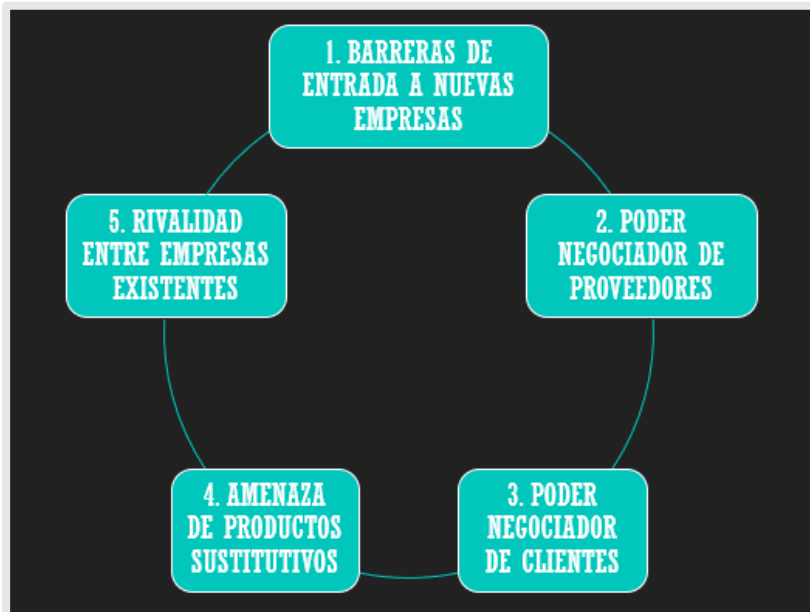 1. BARRERAS DE
ENTRADA A NUEVAS
EMPRESAS
2. PODER
NEGOCIADOR DE
PROVEEDORES
3. PODER
NEGOCIADOR
DE CLIENTES
4. AMENAZA
DE PRODUCTOS
SUSTITUTIVOS
5. RIVALIDAD
ENTRE EMPRESAS
EXISTENTES